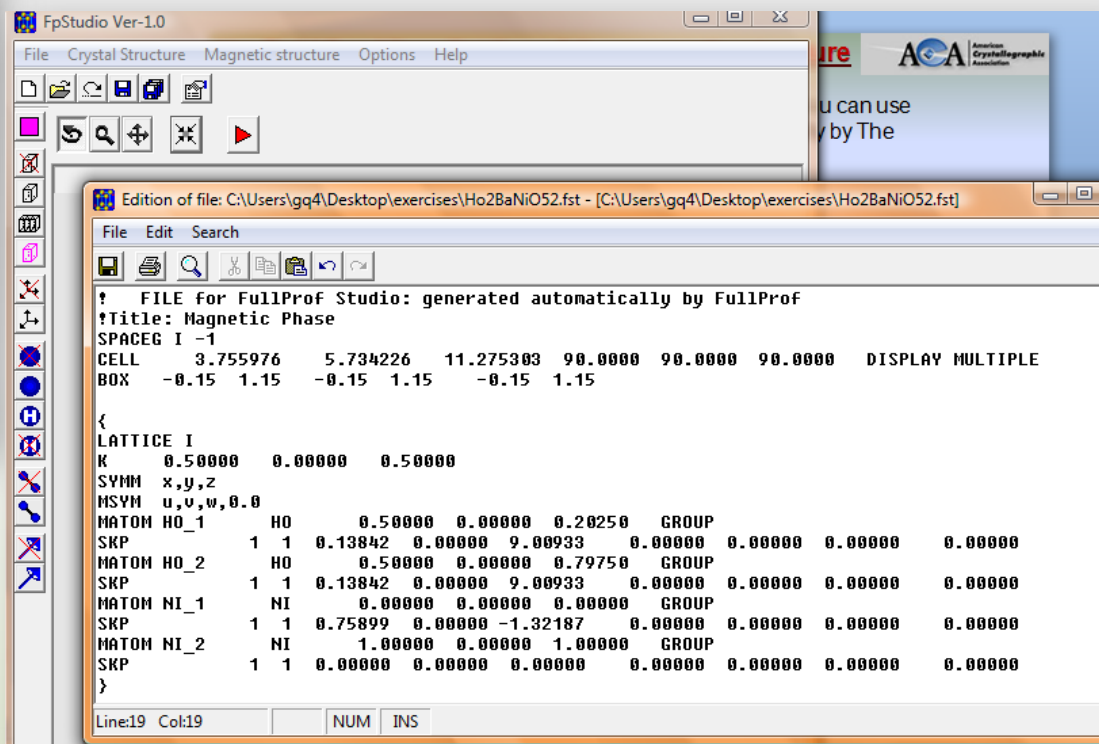 FpStudio Ver-1.0
File Crystal Structure Magnetic structure Options Help
ure
ACA American Crystallographic Association
u can use
y by The
Edition of file: C:\Users\gq4\Desktop\exercises\Ho2BaNiO52.fst - [C:\Users\gq4\Desktop\exercises\Ho2BaNiO52.fst]
File Edit Search
! FILE for FullProf Studio: generated automatically by FullProf
!Title: Magnetic Phase
SPACEG I -1
CELL 3.755976 5.734226 11.275303 90.0000 90.0000 90.0000 DISPLAY MULTIPLE
BOX -0.15 1.15 -0.15 1.15 -0.15 1.15
{
LATTICE I
K 0.50000 0.00000 0.50000
SYMM x,y,z
MSYM u,v,w,0.0
MATOM HO_1 HO 0.50000 0.00000 0.20250 GROUP
SKP 1 1 0.13842 0.00000 9.00933 0.00000 0.00000 0.00000 0.00000
MATOM HO_2 HO 0.50000 0.00000 0.79750 GROUP
SKP 1 1 0.13842 0.00000 9.00933 0.00000 0.00000 0.00000 0.00000
MATOM NI_1 NI 0.00000 0.00000 0.00000 GROUP
SKP 1 1 0.75899 0.00000 -1.32187 0.00000 0.00000 0.00000 0.00000
MATOM NI_2 NI 1.00000 0.00000 1.00000 GROUP
SKP 1 1 0.00000 0.00000 0.00000 0.00000 0.00000 0.00000 0.00000
}
Line:19 Col:19 NUM INS